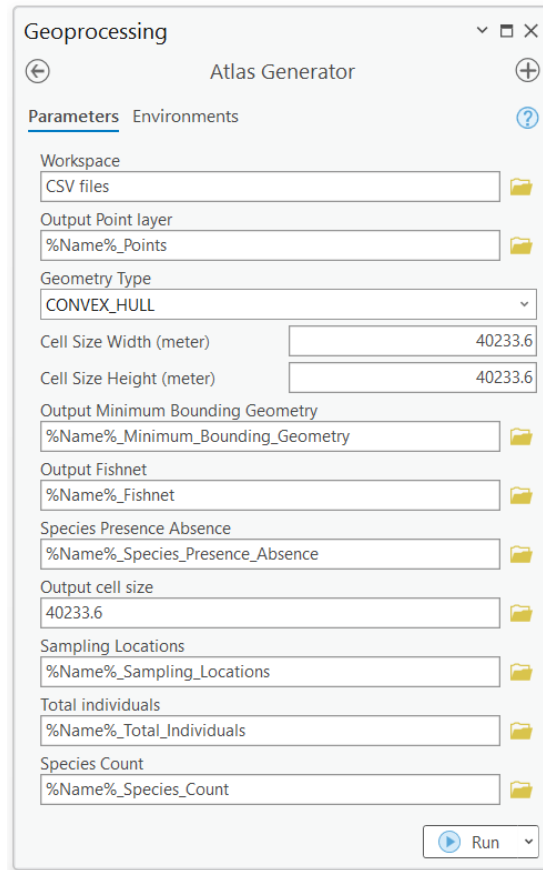 Geoprocessing
Atlas Generator
Parameters Environments
Workspace
CSV files
Output Point layer
%Name%_Points
Geometry Type
CONVEX_HULL
Cell Size Width (meter) 40233.6
Cell Size Height (meter) 40233.6
Output Minimum Bounding Geometry
%Name%_Minimum_Bounding_Geometry
Output Fishnet
%Name%_Fishnet
Species Presence Absence
%Name%_Species_Presence_Absence
Output cell size
40233.6
Sampling Locations
%Name%_Sampling_Locations
Total individuals
%Name%_Total_Individuals
Species Count
%Name%_Species_Count
Run